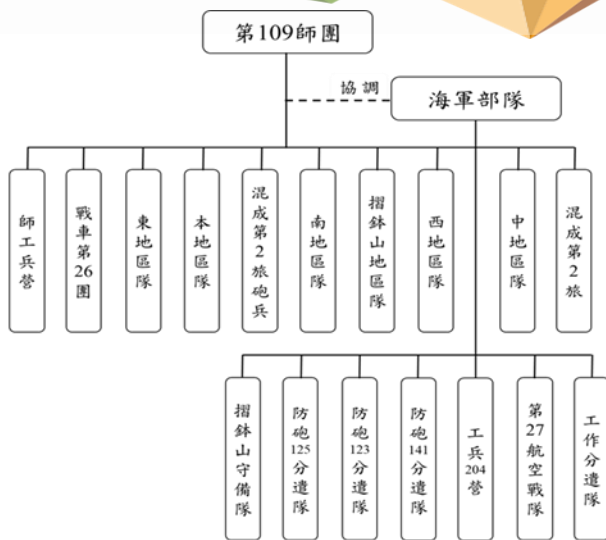 第109師團
協調
海軍部隊
師工兵營
戰車第26團
東地區隊
本地區隊
混成第2旅砲兵
南地區隊
摺鉢山地區隊
西地區隊
中地區隊
混成第2旅
摺鉢山守備隊
防砲125分遣隊
防砲123分遣隊
防砲141分遣隊
工兵204營
第27航空戰隊
工作分遣隊